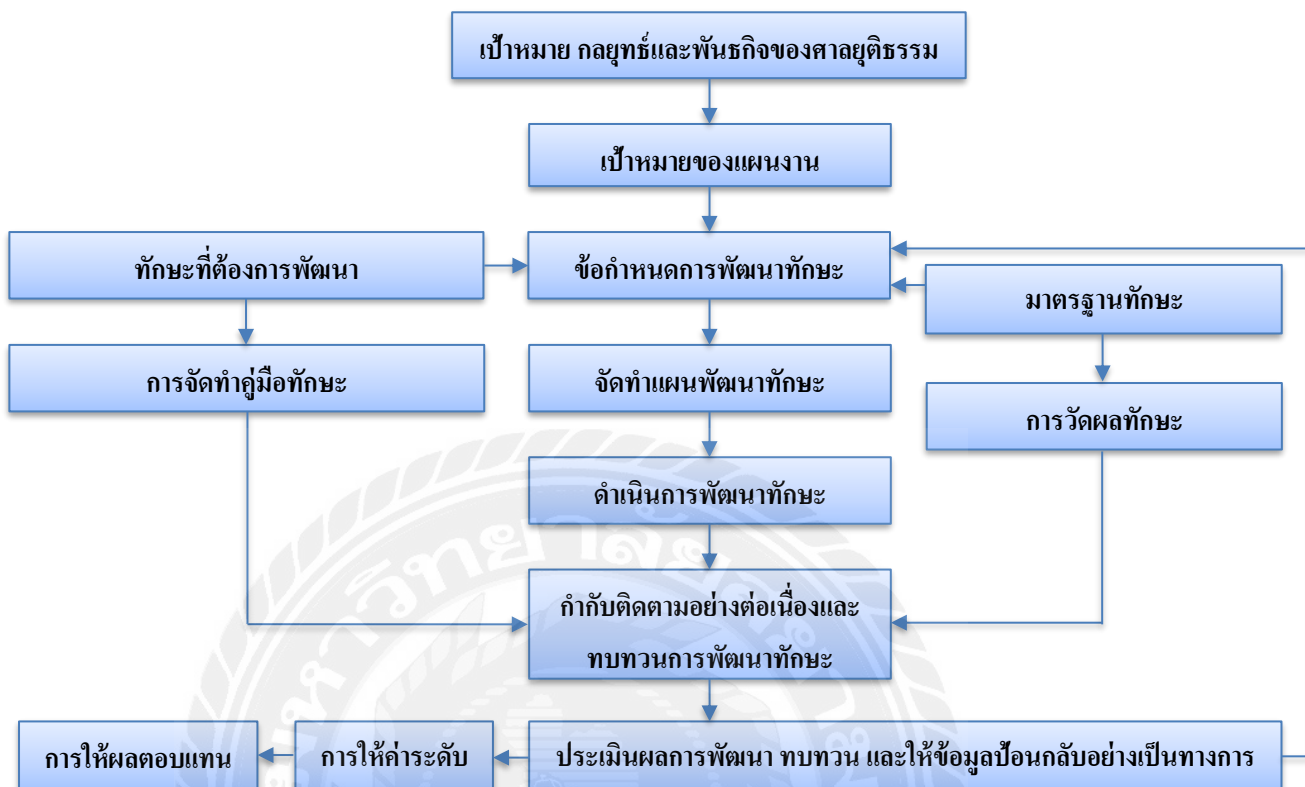 เป้าหมาย กลยุทธ์และพันธกิจของศาลยุติธรรม
เป้าหมายของแผนงาน
ทักษะที่ต้องการพัฒนา
ข้อกำหนดการพัฒนาทักษะ
มาตรฐานทักษะ
การจัดทำคู่มือทักษะ
จัดทำแผนพัฒนาทักษะ
การวัดผลทักษะ
ดำเนินการพัฒนาทักษะ
กำกับติดตามอย่างต่อเนื่องและ
ทบทวนการพัฒนาทักษะ
การให้ผลตอบแทน
การให้ค่าระดับ
ประเมินผลการพัฒนา ทบทวน และให้ข้อมูลป้อนกลับอย่างเป็นทางการ